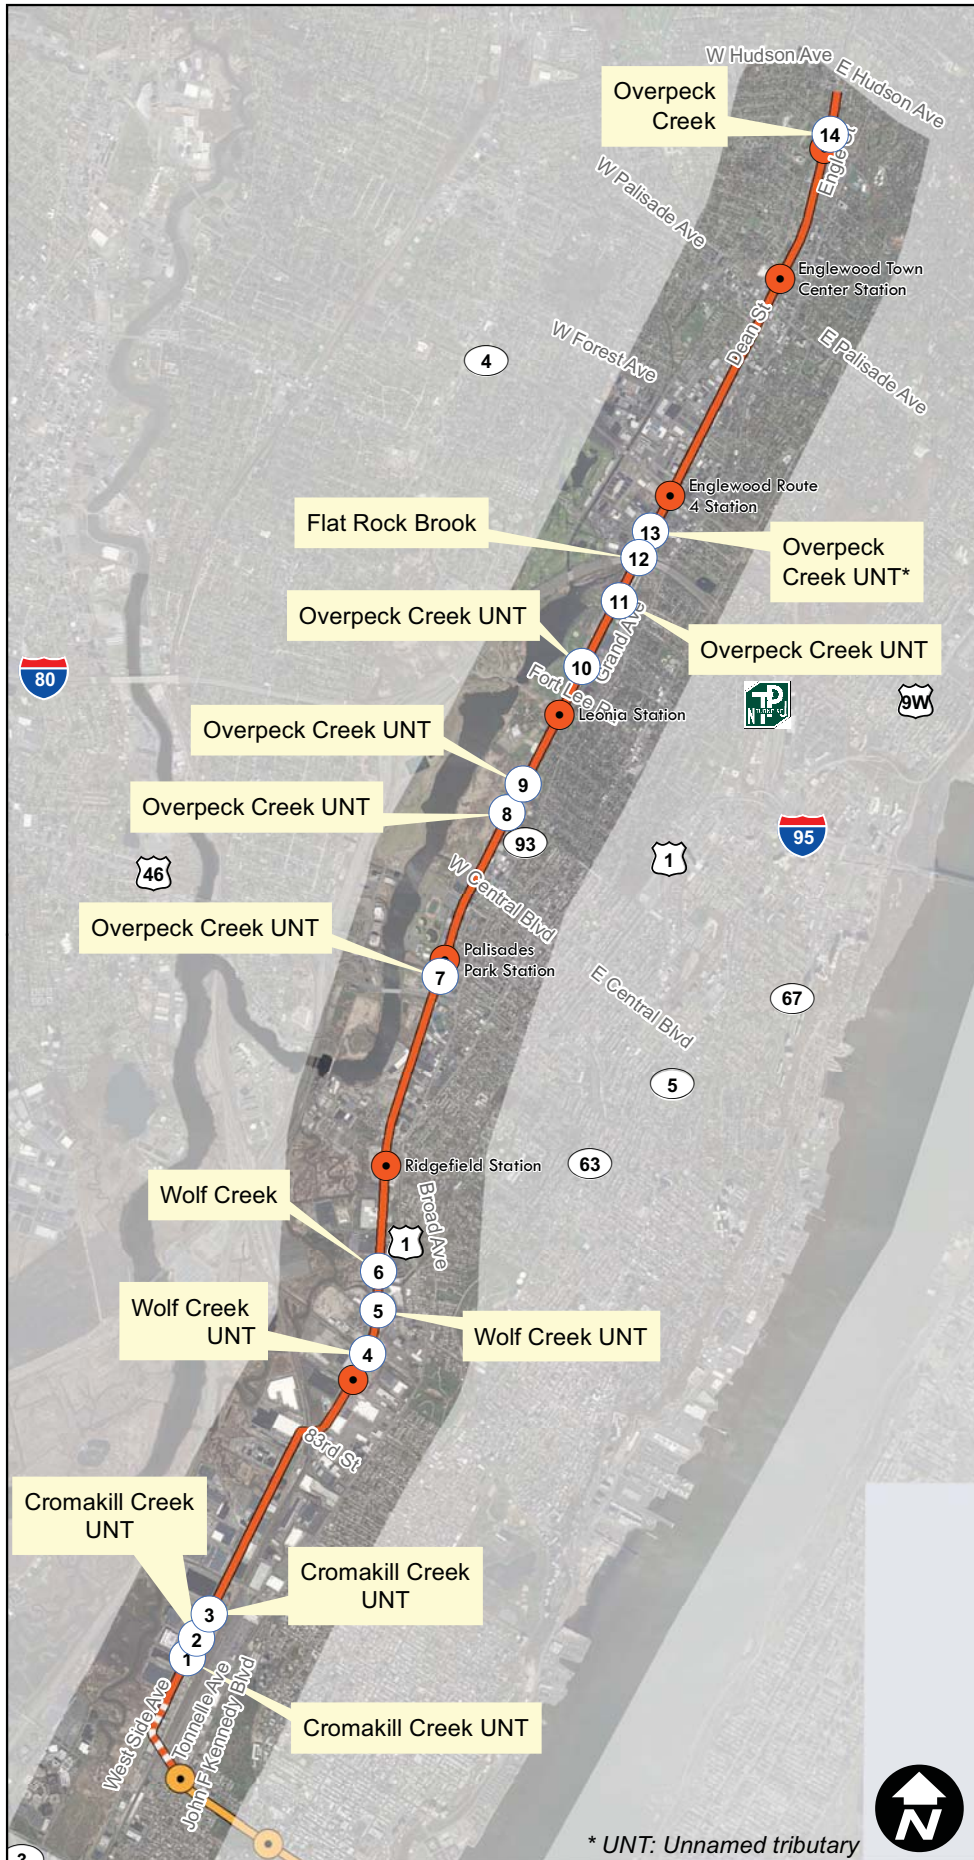 W Hudson Ave
E Hudson Ave
Overpeck
Creek
14
Engle St
W Palisade Ave
Englewood Town
Center Station
Dean St
E Palisade Ave
W Forest Ave
4
Englewood Route
4 Station
Flat Rock Brook
13
12
Overpeck
Creek UNT*
11
Overpeck Creek UNT
Grand Ave
10
Overpeck Creek UNT
80
Fort Lee R
Leonia Station
N TP
9W
Overpeck Creek UNT
9
Overpeck Creek UNT
8
93
95
1
46
W Central Blvd
Overpeck Creek UNT
Palisades
Park Station
7
E Central Blvd
67
5
Ridgefield Station
63
Wolf Creek
Broad Ave
1
6
Wolf Creek
UNT
5
Wolf Creek UNT
4
83rd St
Cromakill Creek
UNT
Cromakill Creek
UNT
3
2
1
West Side Ave
Tonnelle Ave
John F Kennedy Blvd
Cromakill Creek UNT
* UNT: Unnamed tributary
N
3